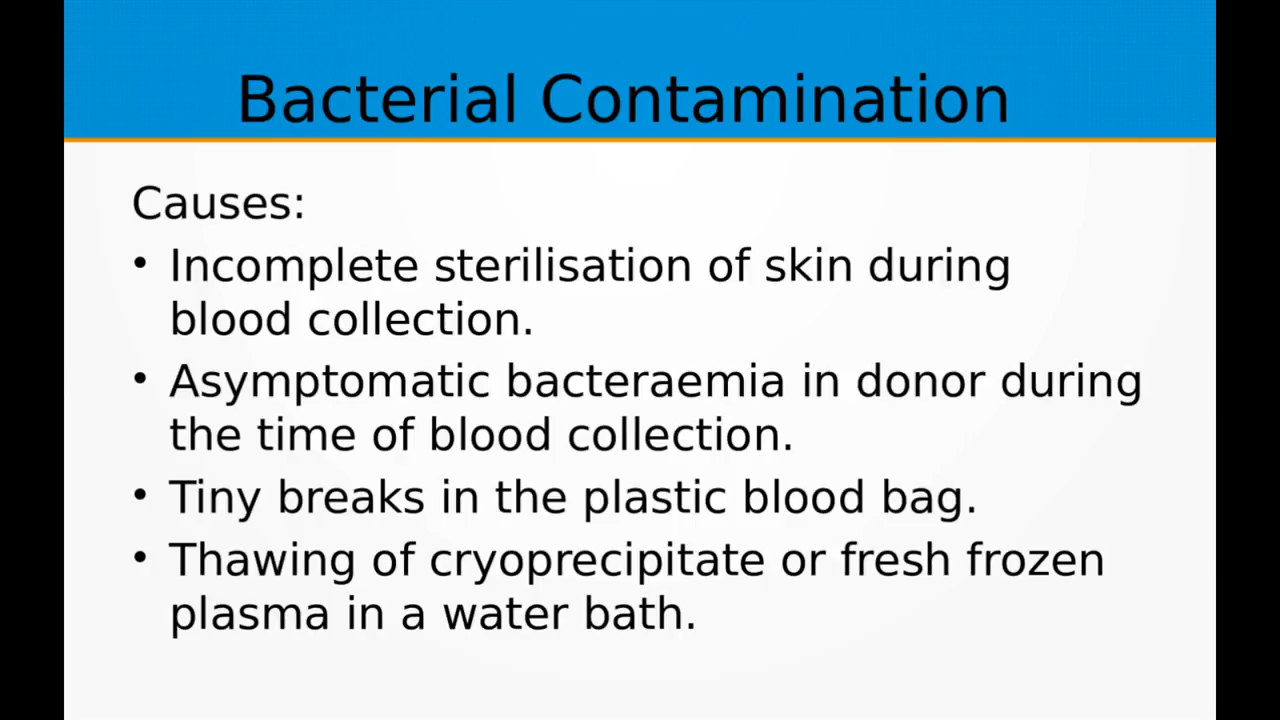 Bacterial Contamination
Causes:
• Incomplete sterilisation of skin during
blood collection.
• Asymptomatic bacteraemia in donor during
the time of blood collection.
• Tiny breaks in the plastic blood bag.
• Thawing of cryoprecipitate or fresh frozen
plasma in a water bath.